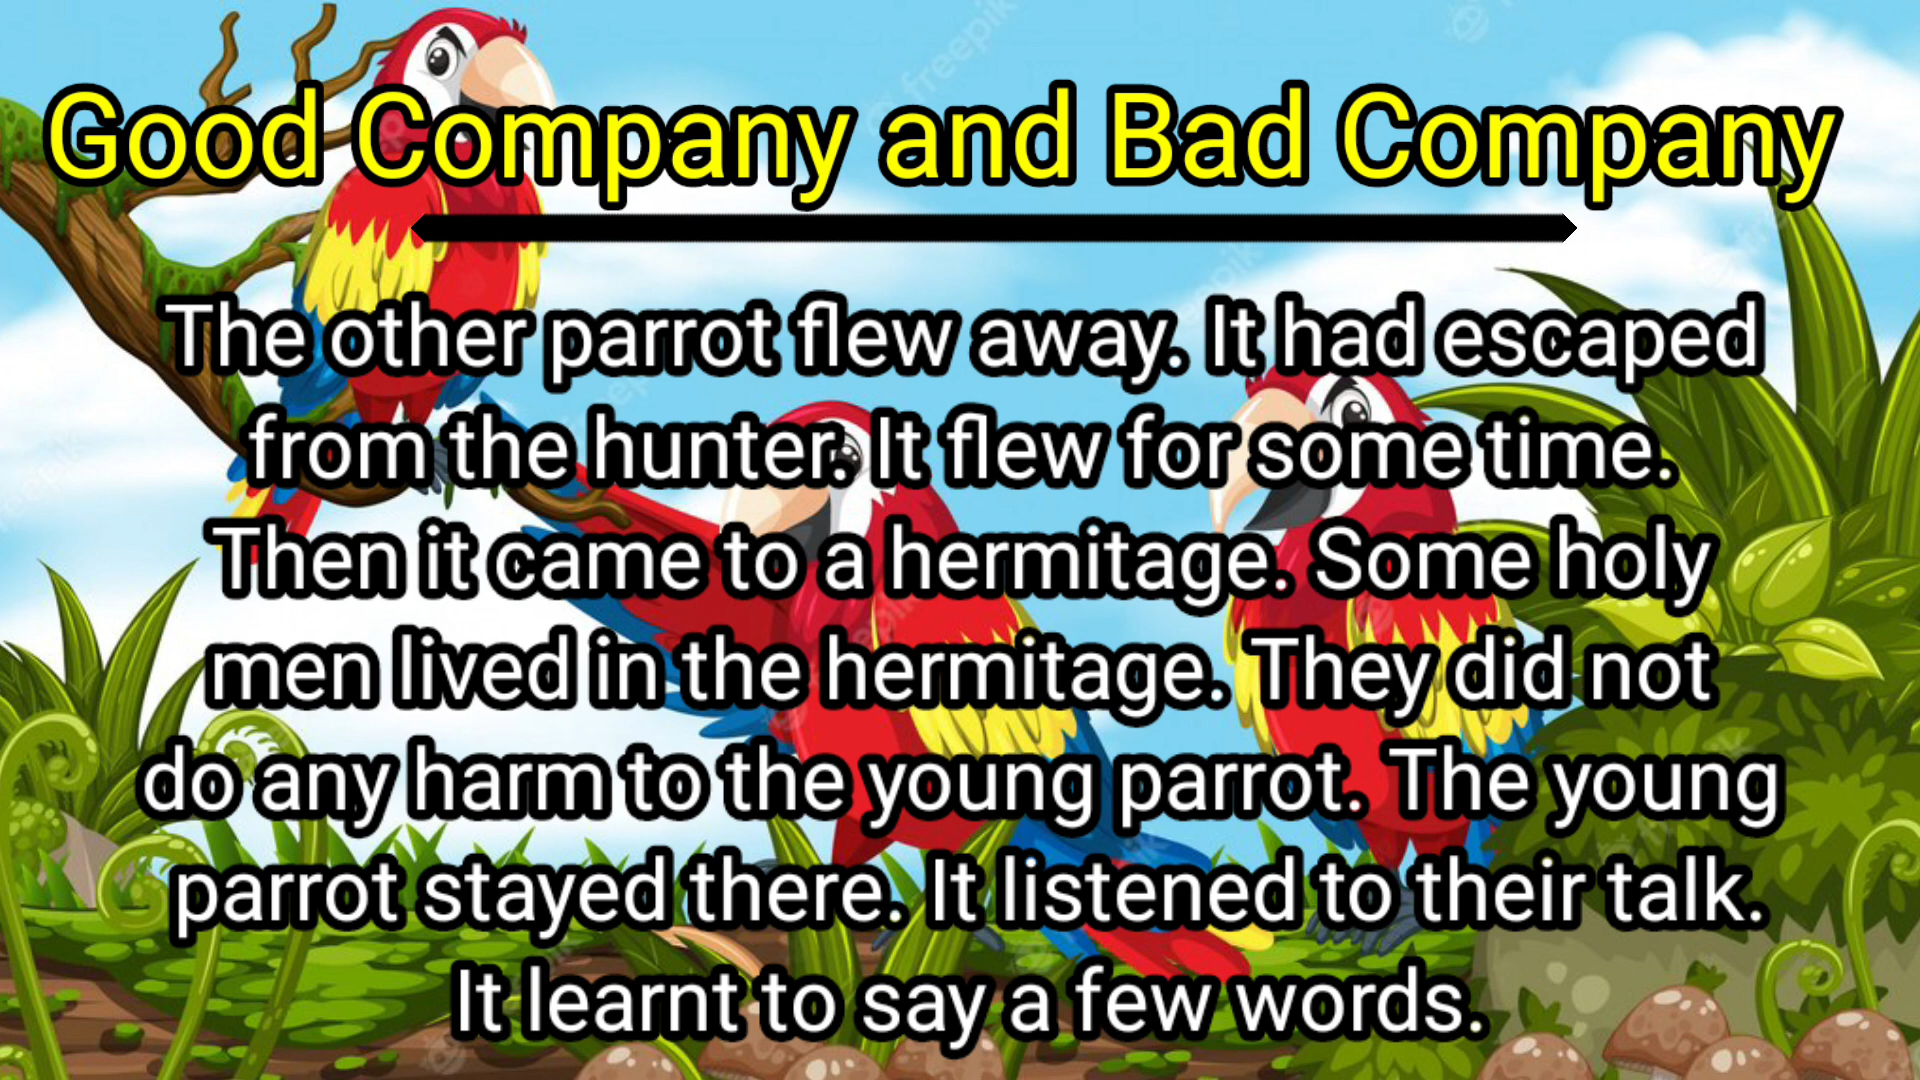 Good Company and Bad Company
The other parrot flew away. It had escaped
from the hunter. It flew for some time.
Then it came to a hermitage. Some holy
men lived in the hermitage. They did not
do any harm to the young parrot. The young
parrot stayed there. It listened to their talk.
It learnt to say a few words.